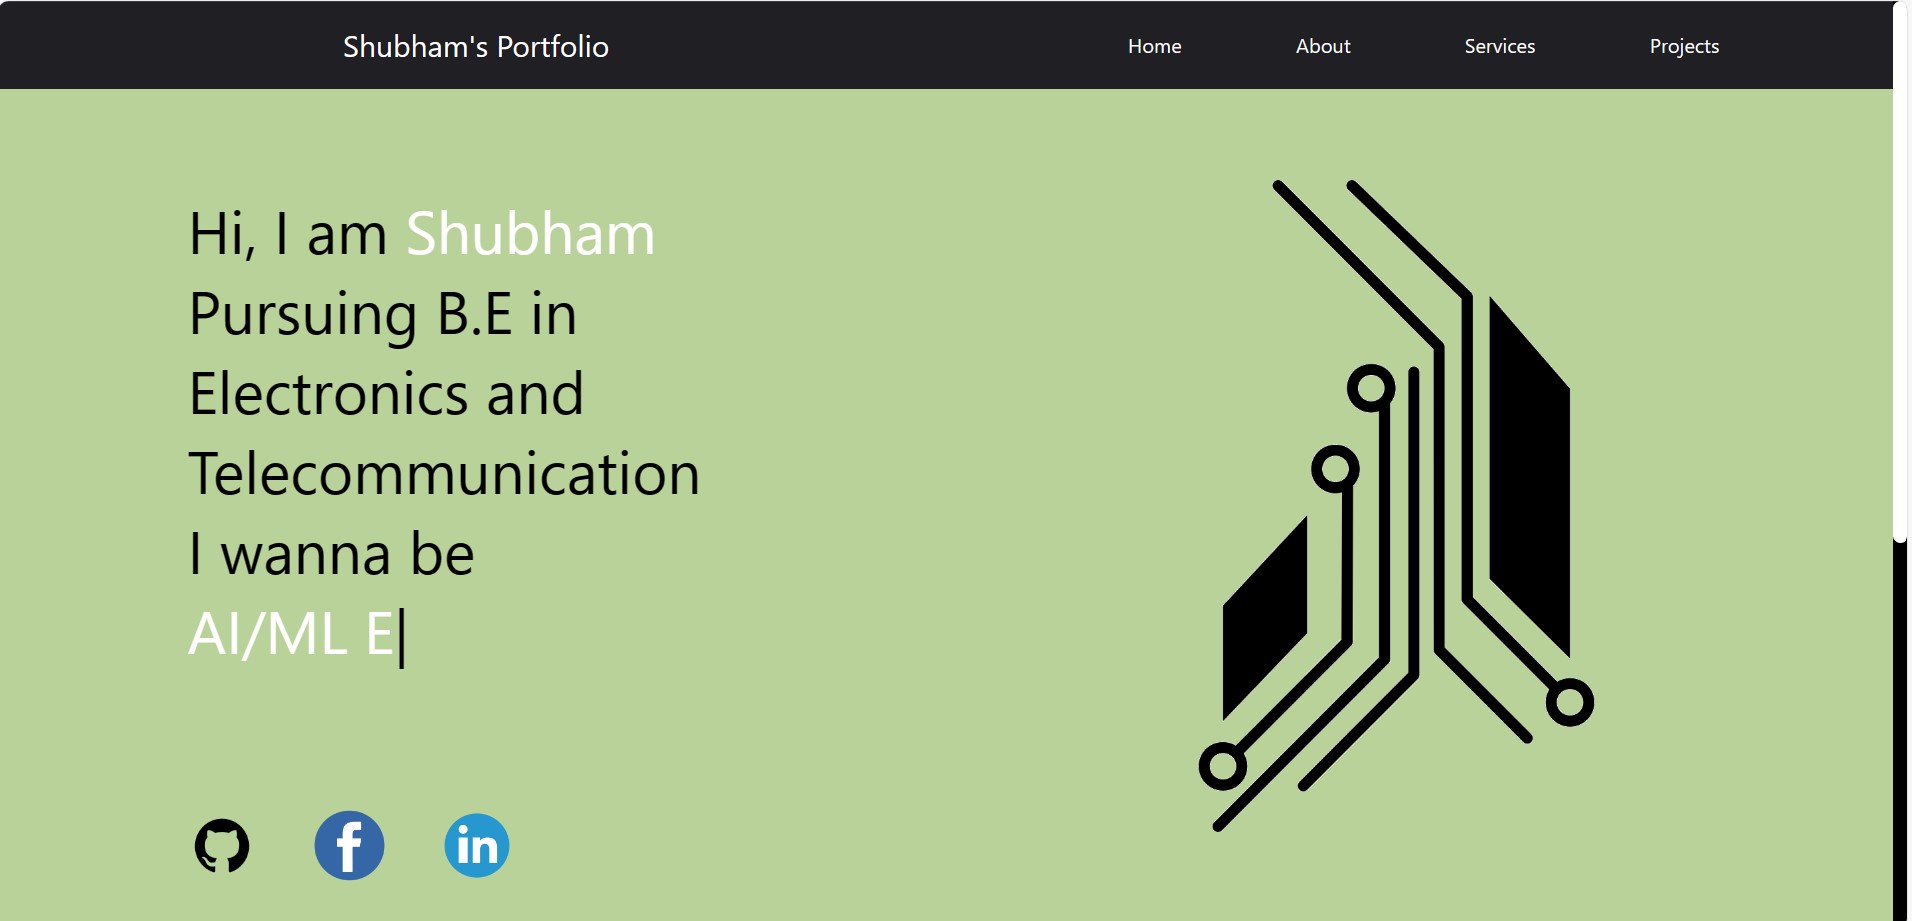 Shubham's Portfolio
Home About Services Projects
Hi, I am Shubham
Pursuing B.E in
Electronics and
Telecommunication
I wanna be
AI/ML E
f
in